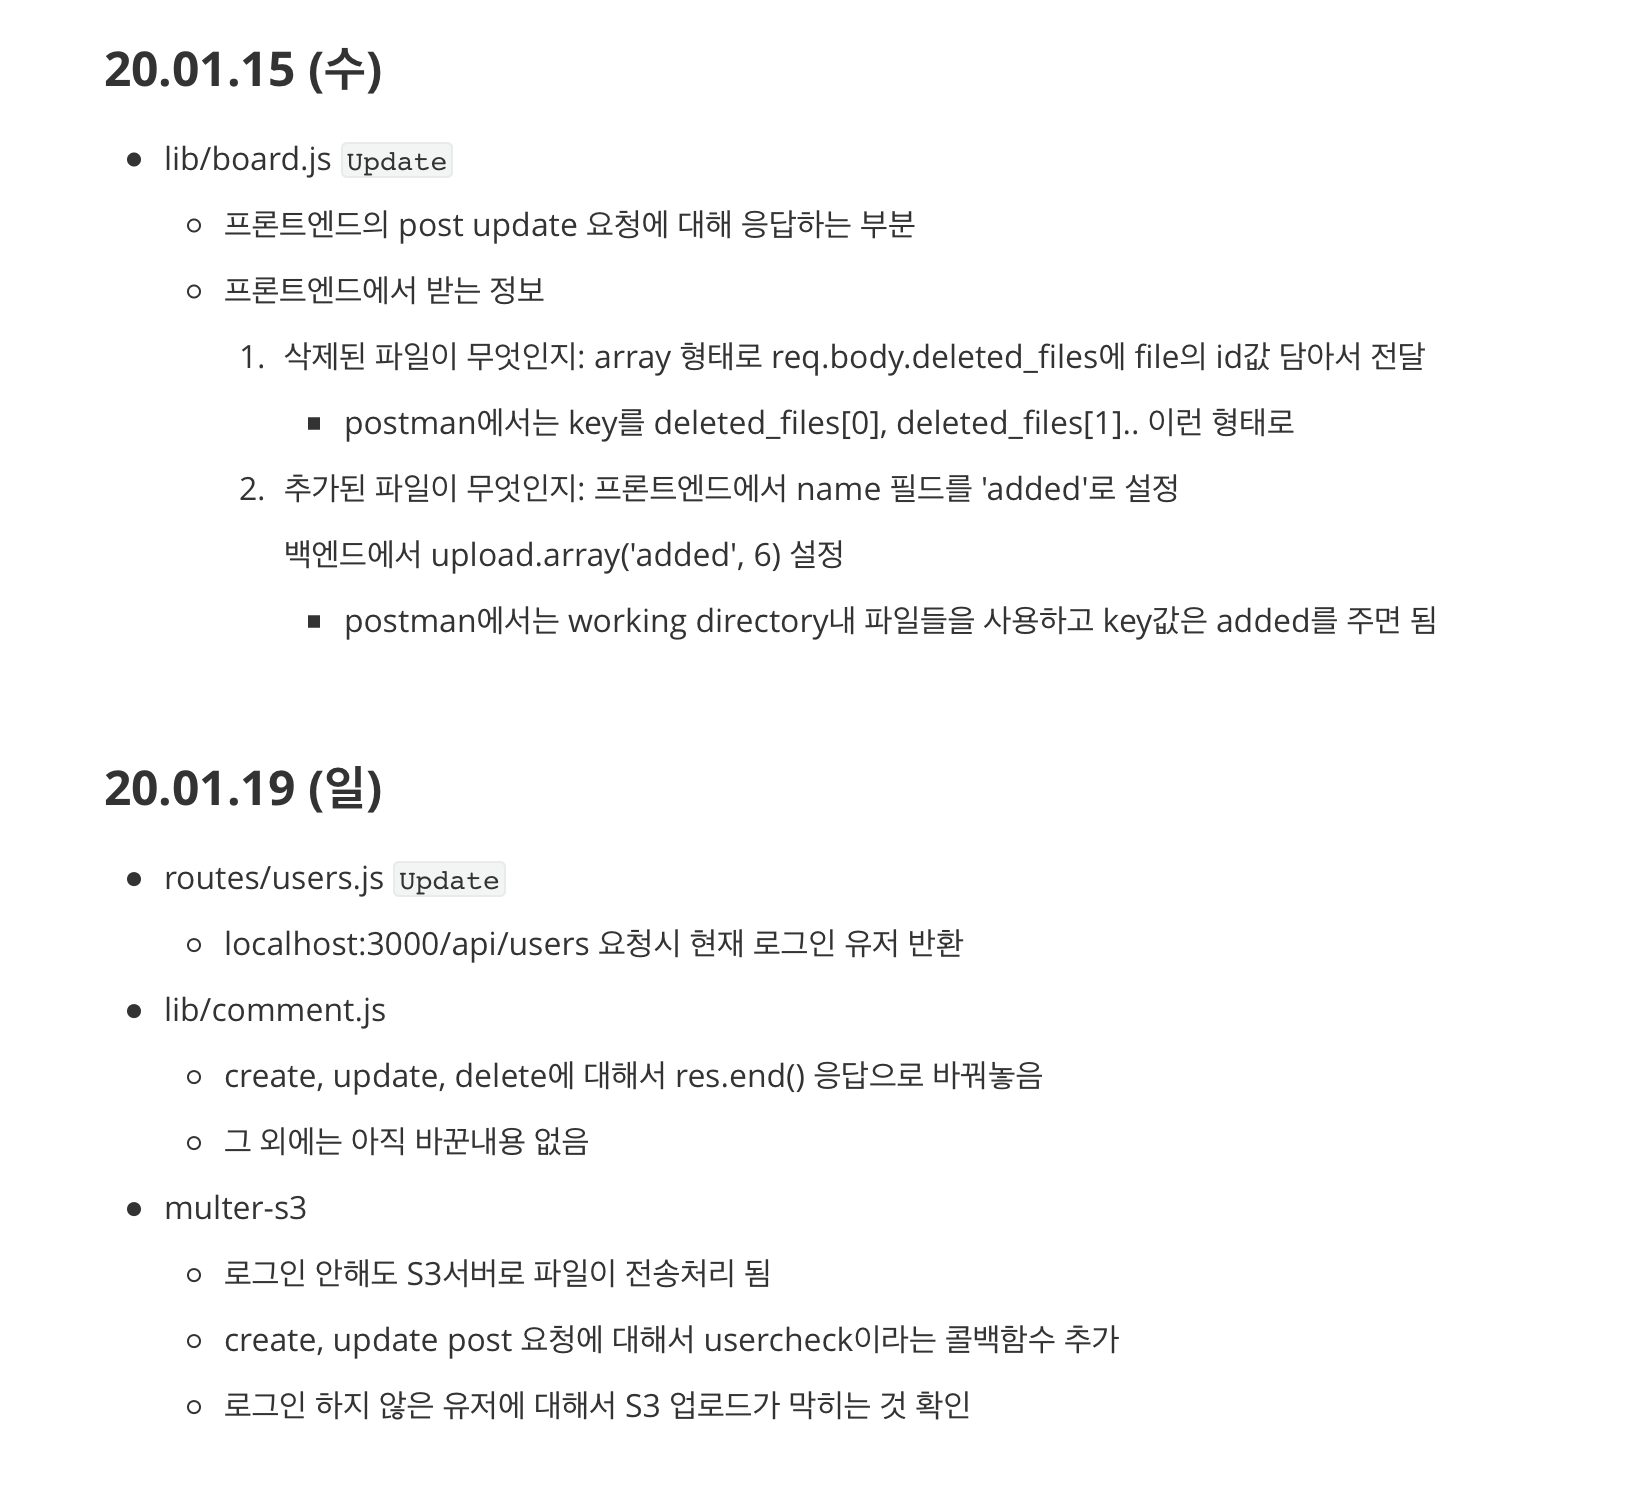 20.01.15 (수)
lib/board.js Update
프론트엔드의 post update 요청에 대해 응답하는 부분
프론트엔드에서 받는 정보
1. 삭제된 파일이 무엇인지: array 형태로 req.body.deleted_files에 file의 id값 담아서 전달
postman에서는 key를 deleted_files[0], deleted_files[1].. 이런 형태로
2. 추가된 파일이 무엇인지: 프론트엔드에서 name 필드를 'added'로 설정
백엔드에서 upload.array('added', 6) 설정
postman에서는 working directory내 파일들을 사용하고 key값은 added를 주면 됨
20.01.19 (일)
routes/users.js Update
localhost:3000/api/users 요청시 현재 로그인 유저 반환
lib/comment.js
create, update, delete에 대해서 res.end() 응답으로 바꿔놓음
그 외에는 아직 바꾼내용 없음
multer-s3
로그인 안해도 S3서버로 파일이 전송처리 됨
create, update post 요청에 대해서 usercheck이라는 콜백함수 추가
로그인 하지 않은 유저에 대해서 S3 업로드가 막히는 것 확인